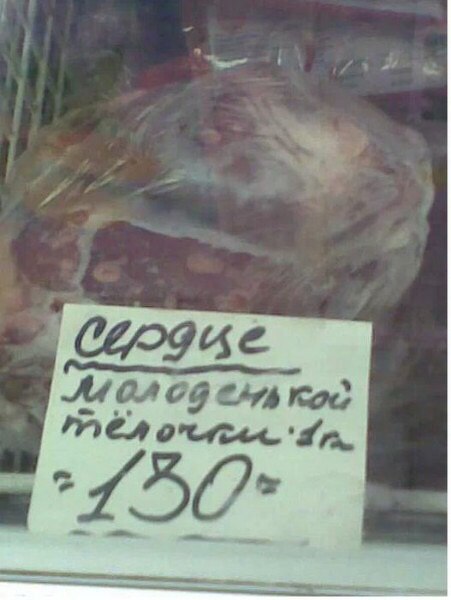 сердце
молоденькой
тёлочки 1кг
=130=